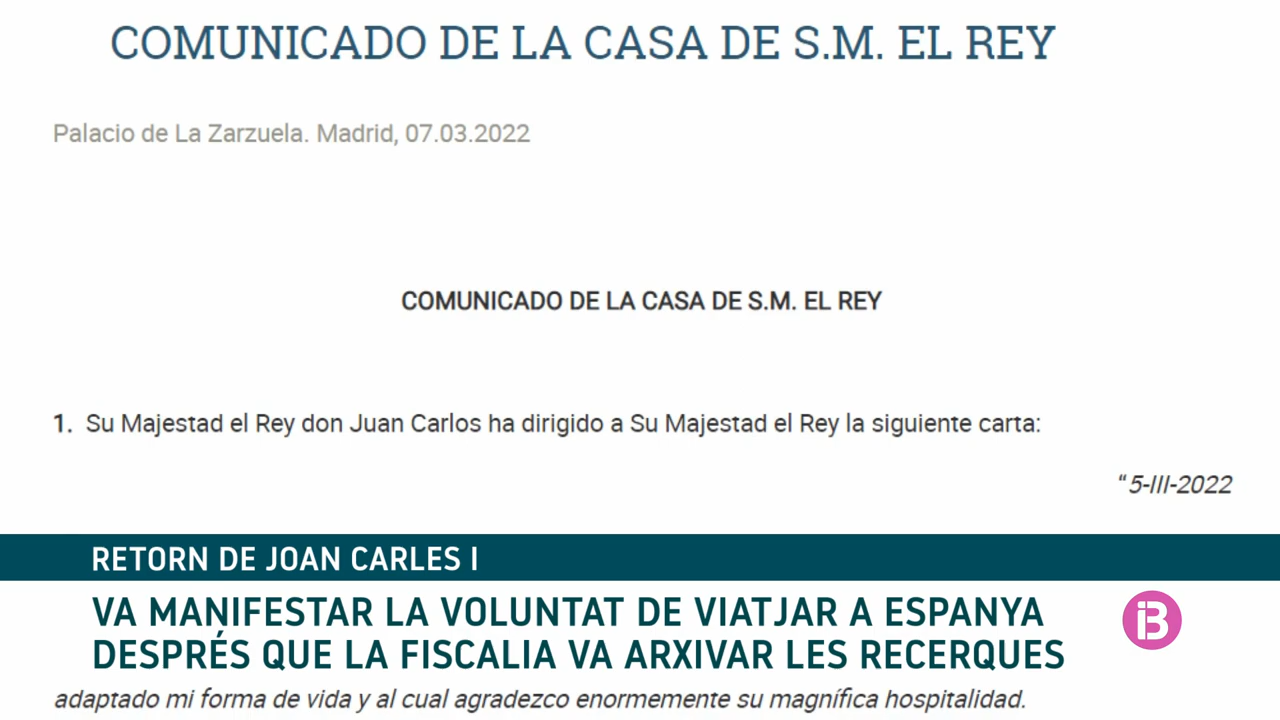 COMUNICADO DE LA CASA DE S.M. EL REY
Palacio de La Zarzuela. Madrid, 07.03.2022
COMUNICADO DE LA CASA DE S.M. EL REY
1. Su Majestad el Rey don Juan Carlos ha dirigido a Su Majestad el Rey la siguiente carta:
“5-III-2022
RETORN DE JOAN CARLES I
VA MANIFESTAR LA VOLUNTAT DE VIATJAR A ESPANYA
DESPRÉS QUE LA FISCALIA VA ARXIVAR LES RECERQUES
IB
adaptado mi forma de vida y al cual agradezco enormemente su magnífica hospitalidad.